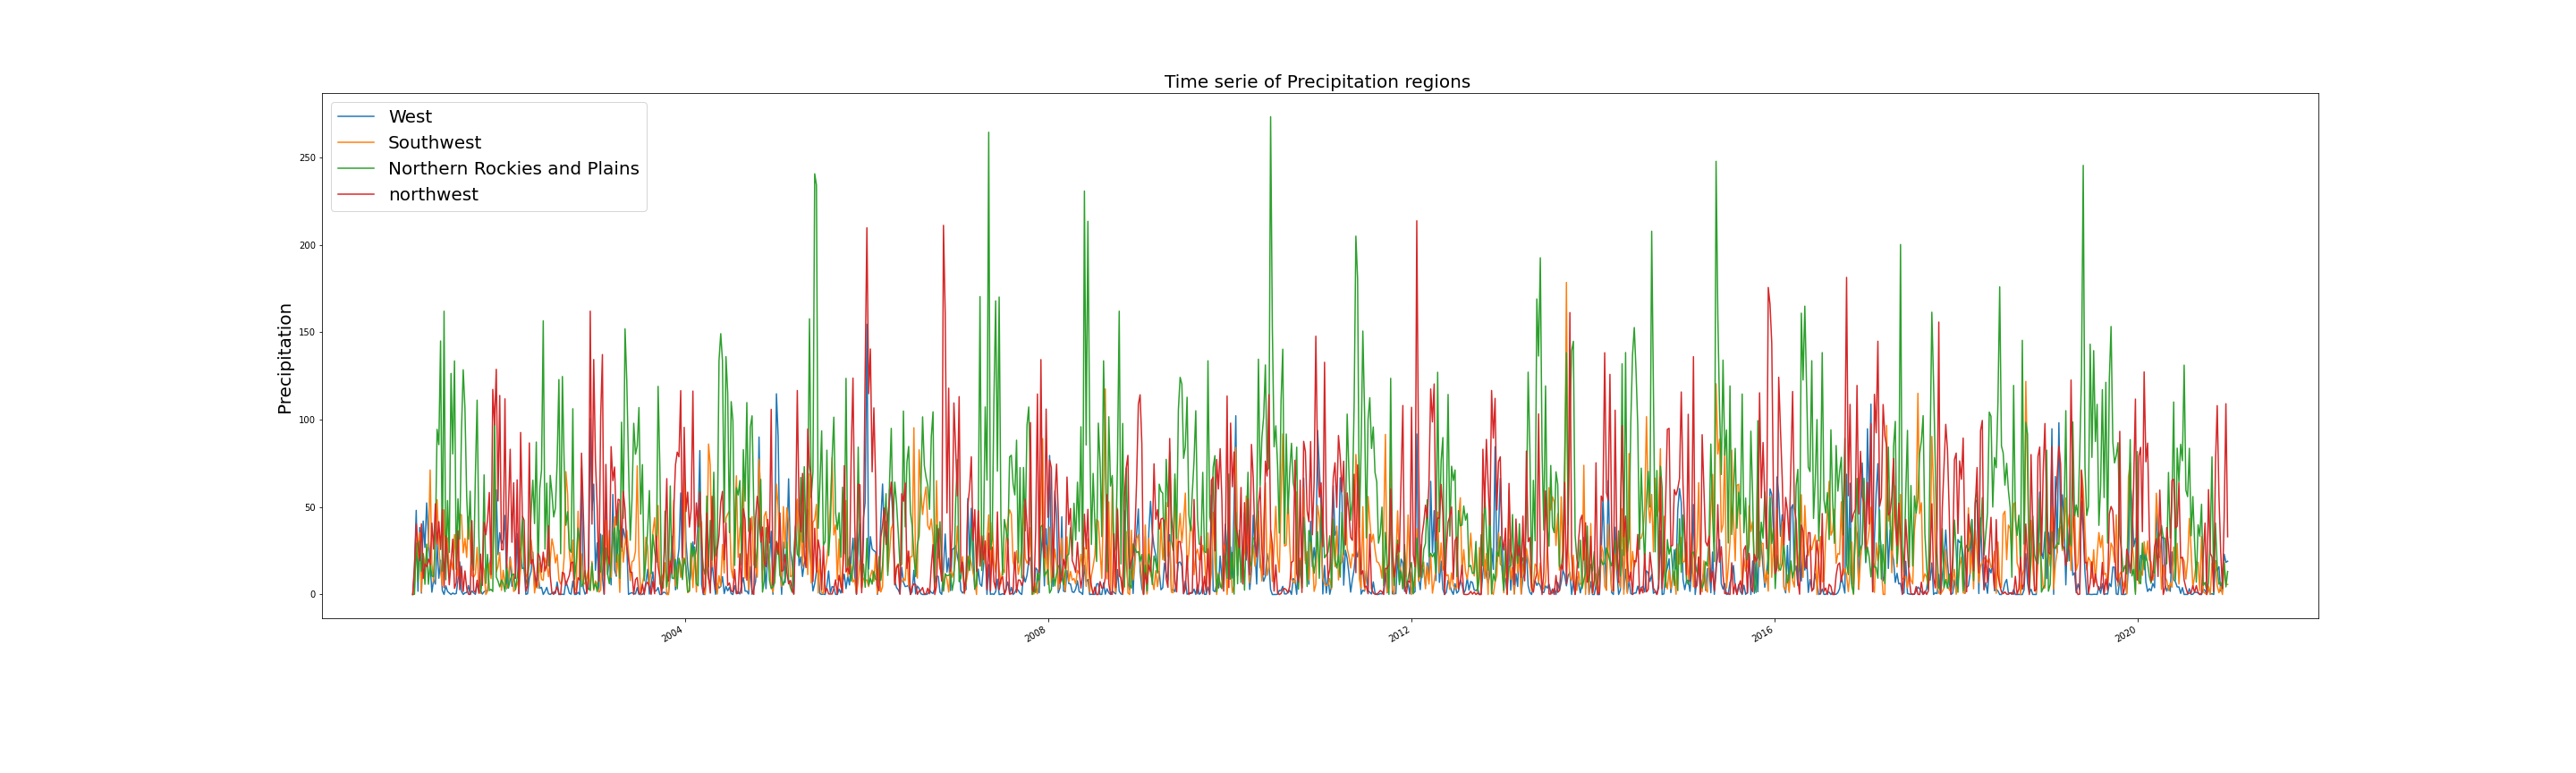 Time serie of Precipitation regions
West
Southwest
Northern Rockies and Plains
northwest
Precipitation
250
200
150
100
50
0
2004
2008
2012
2016
2020